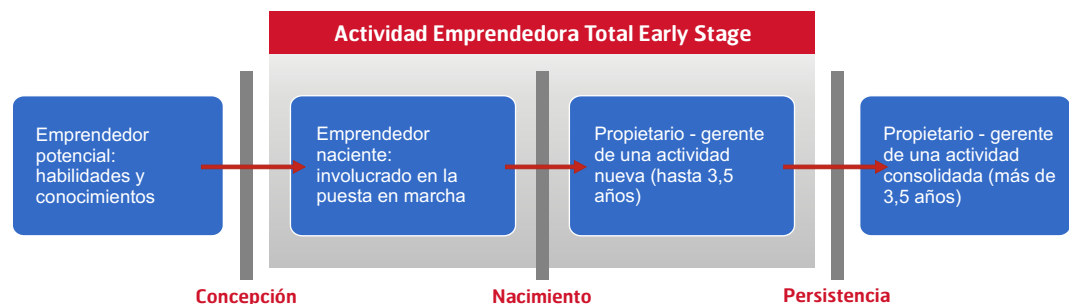 Actividad Emprendedora Total Early Stage
Emprendedor
potencial:
habilidades y
conocimientos
Emprendedor
naciente:
involucrado en la
puesta en marcha
Propietario - gerente
de una actividad
nueva (hasta 3,5
años)
Propietario - gerente
de una actividad
consolidada (más de
3,5 años)
Concepción
Nacimiento
Persistencia